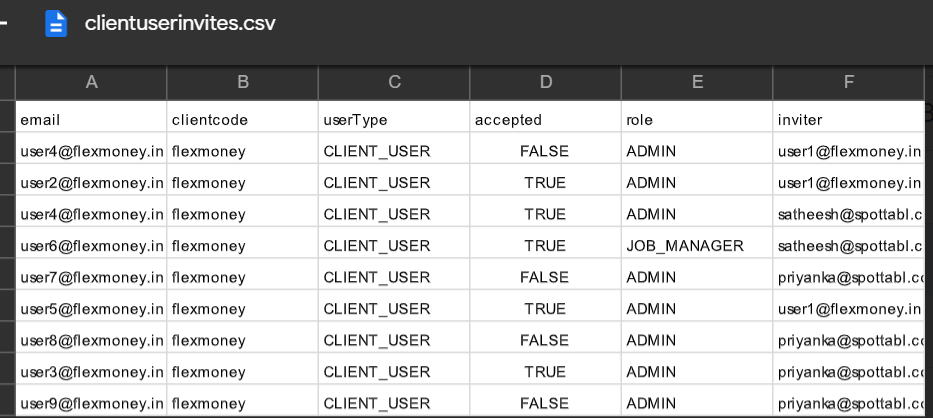 clientuserinvites.csv
A B C D E F
email clientcode userType accepted role inviter
user4@flexmoney.in flexmoney CLIENT_USER FALSE ADMIN user1@flexmoney.in
user2@flexmoney.in flexmoney CLIENT_USER TRUE ADMIN user1@flexmoney.in
user4@flexmoney.in flexmoney CLIENT_USER TRUE ADMIN satheesh@spottabl.c
user6@flexmoney.in flexmoney CLIENT_USER TRUE JOB_MANAGER satheesh@spottabl.c
user7@flexmoney.in flexmoney CLIENT_USER FALSE ADMIN priyanka@spottabl.cc
user5@flexmoney.in flexmoney CLIENT_USER TRUE ADMIN user1@flexmoney.in
user8@flexmoney.in flexmoney CLIENT_USER FALSE ADMIN priyanka@spottabl.cc
user3@flexmoney.in flexmoney CLIENT_USER TRUE ADMIN priyanka@spottabl.cc
user9@flexmoney.in flexmoney CLIENT_USER FALSE ADMIN priyanka@spottabl.cc